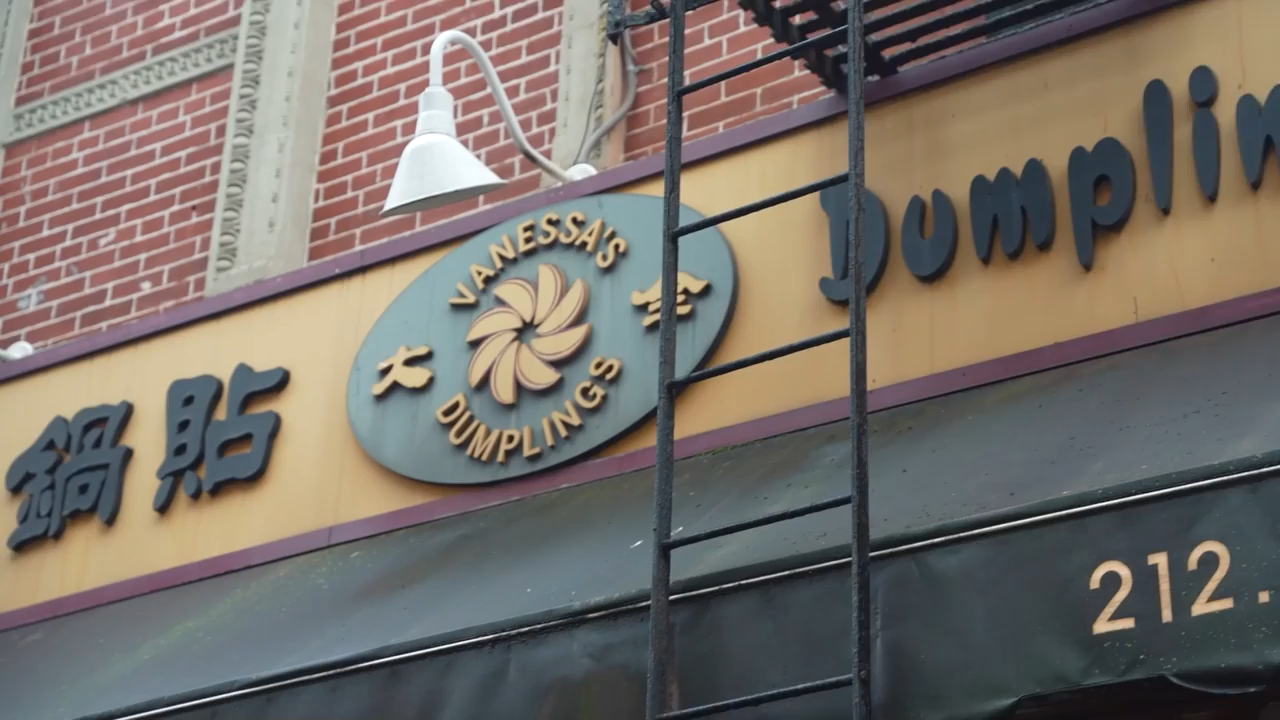 鍋貼
VANESSA'S
大全
DUMPLINGS
Dumplin
212.